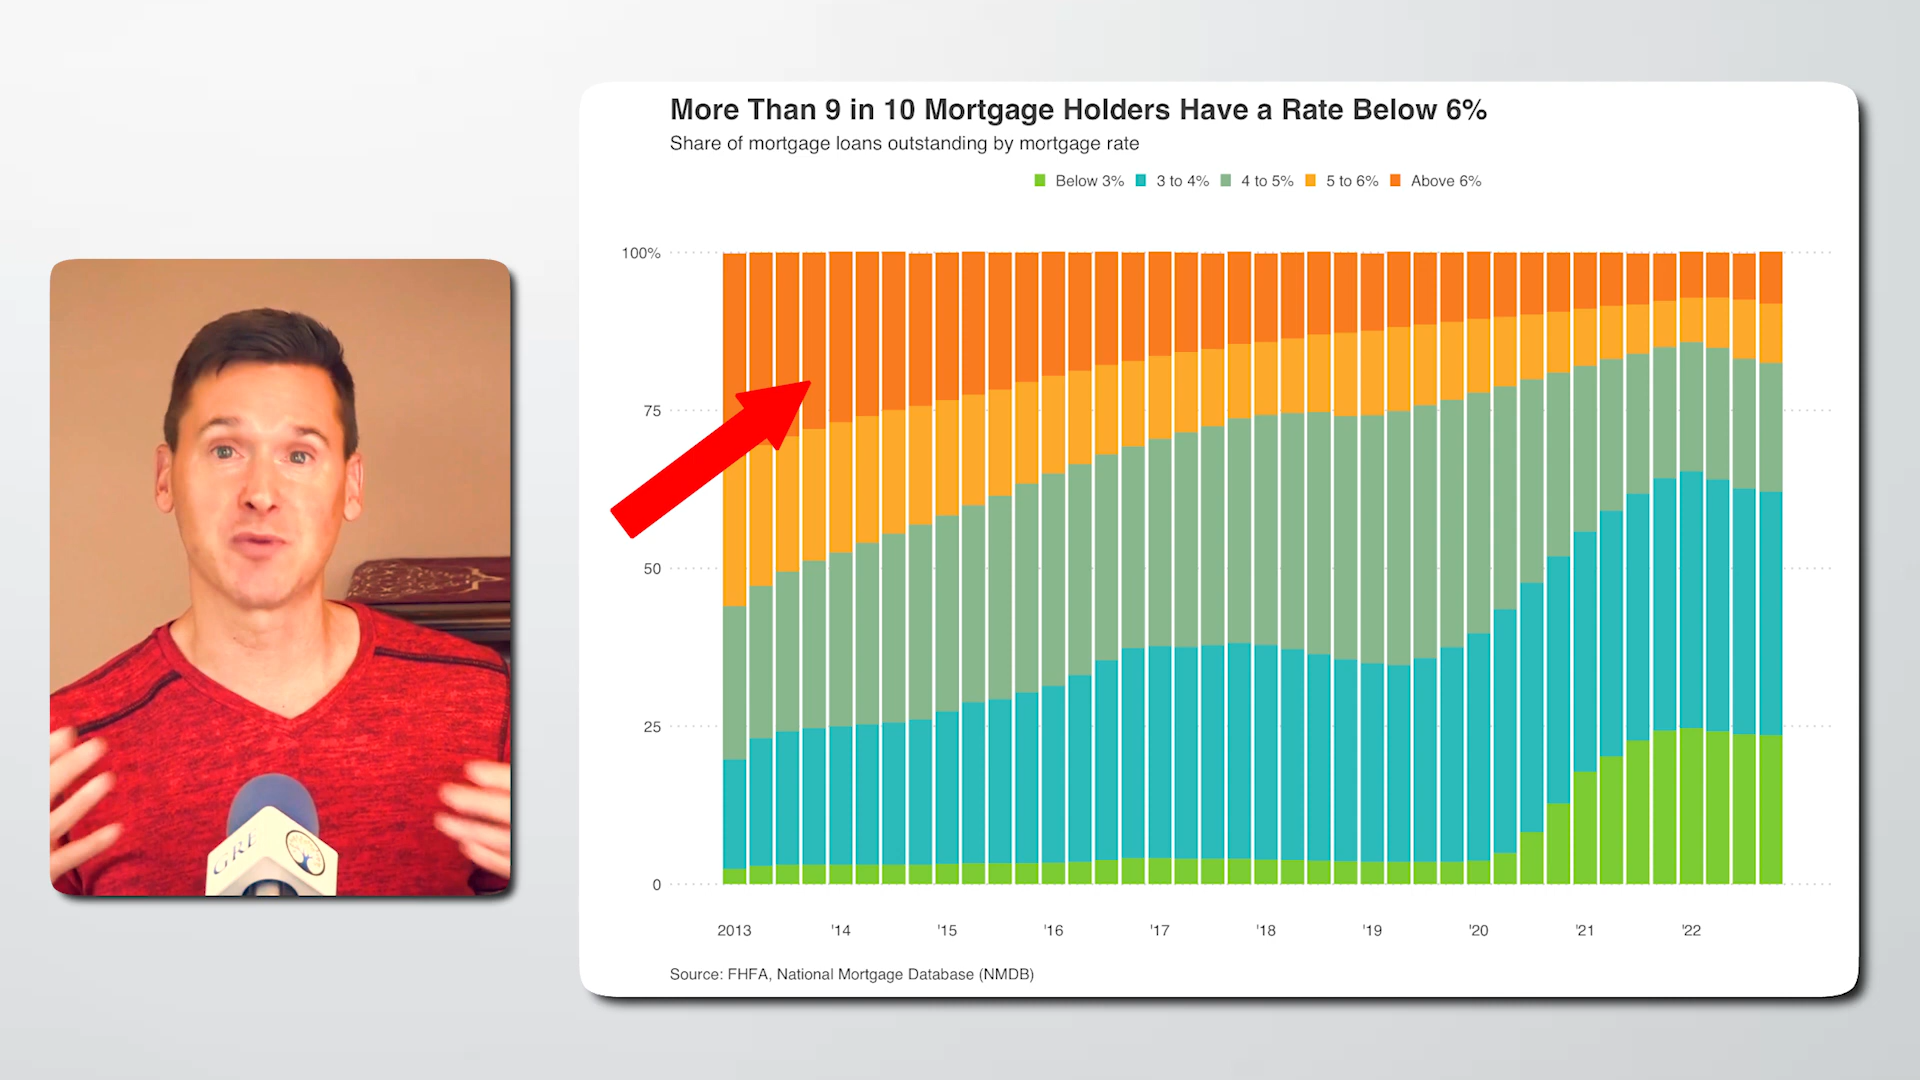 More Than 9 in 10 Mortgage Holders Have a Rate Below 6%
Share of mortgage loans outstanding by mortgage rate
Below 3% 3 to 4% 4 to 5% 5 to 6% Above 6%
100%
75
50
25
0
2013 '14 '15 '16 '17 '18 '19 '20 '21 '22
Source: FHFA, National Mortgage Database (NMDB)
GRE